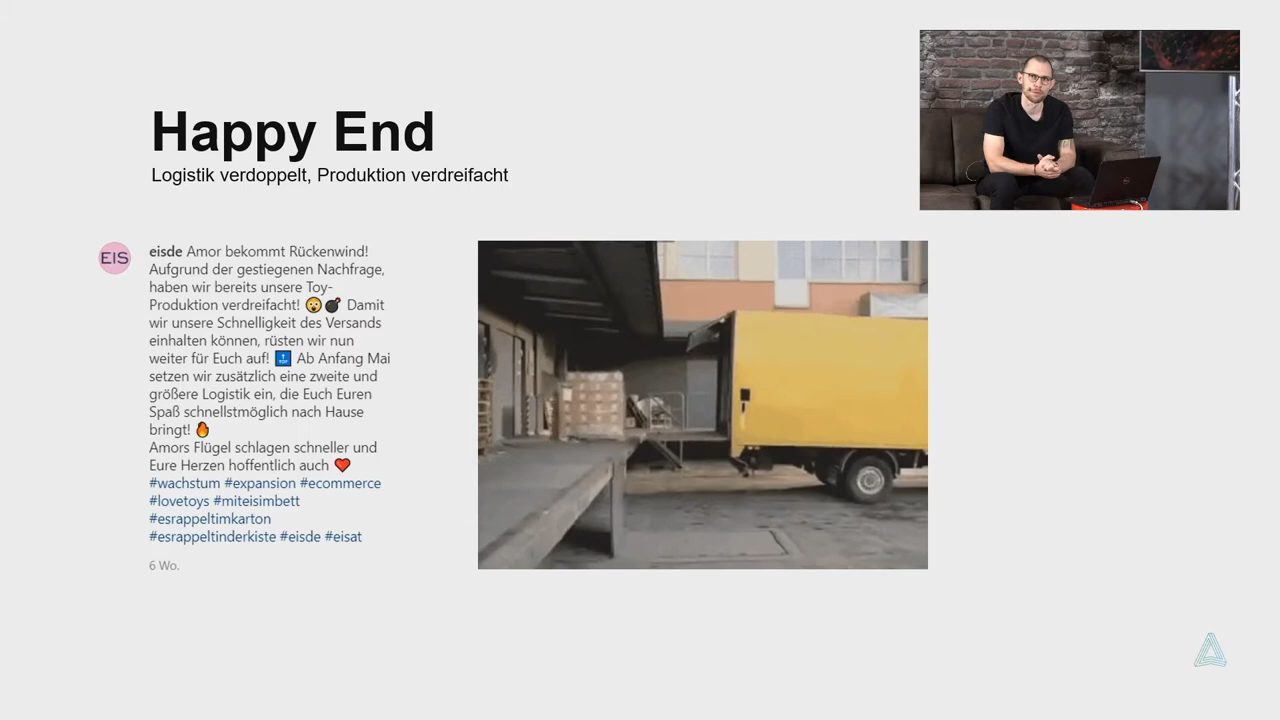 Happy End
Logistik verdoppelt, Produktion verdreifacht
EIS
eisde Amor bekommt Rückenwind!
Aufgrund der gestiegenen Nachfrage,
haben wir bereits unsere Toy-
Produktion verdreifacht! 😲💣 Damit
wir unsere Schnelligkeit des Versands
einhalten können, rüsten wir nun
weiter für Euch auf! 🔝 Ab Anfang Mai
setzen wir zusätzlich eine zweite und
größere Logistik ein, die Euch Euren
Spaß schnellstmöglich nach Hause
bringt! 🔥
Amors Flügel schlagen schneller und
Eure Herzen hoffentlich auch ❤️
#wachstum #expansion #ecommerce
#lovetoys #miteisimbett
#esrappeltimkarton
#esrappeltinderkiste #eisde #eisat
6 Wo.